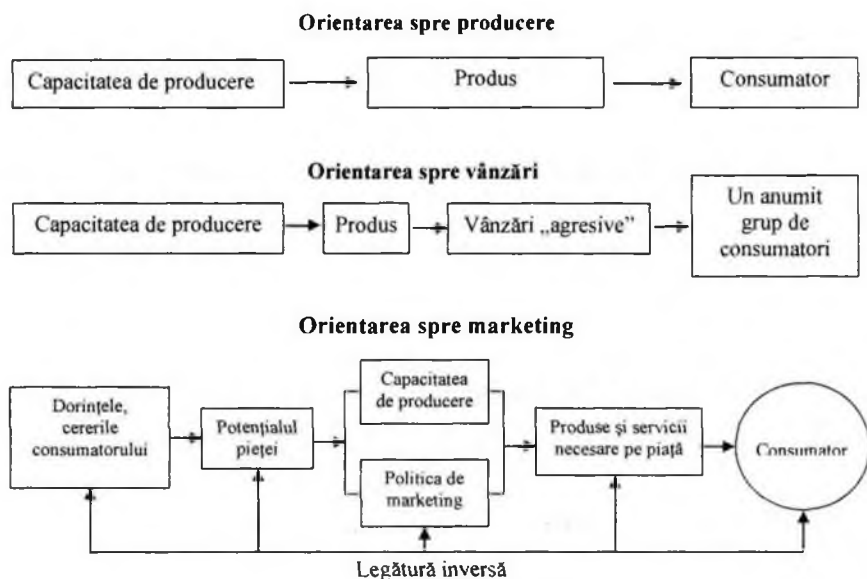 Orientarea spre producere
Capacitatea de producere
Produs
Consumator
Orientarea spre vânzări
Capacitatea de producere
Produs
Vânzări „agresive”
Un anumit
grup de
consumatori
Orientarea spre marketing
Dorințele,
cererile
consumatorului
Potențialul
pieței
Capacitatea
de producere
Politica de
marketing
Produse și servicii
necesare pe piață
Consumator
Legătură inversă